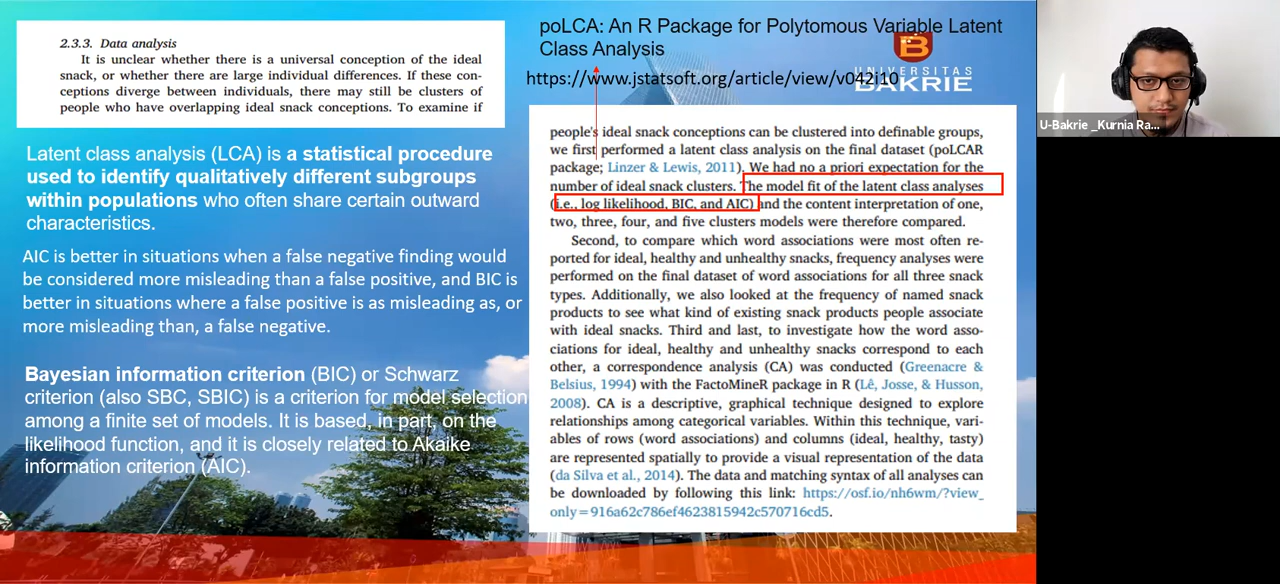 2.3.3. Data analysis
It is unclear whether there is a universal conception of the ideal
snack, or whether there are large individual differences. If these con-
ceptions diverge between individuals, there may still be clusters of
people who have overlapping ideal snack conceptions. To examine if
Latent class analysis (LCA) is a statistical procedure
used to identify qualitatively different subgroups
within populations who often share certain outward
characteristics.
AIC is better in situations when a false negative finding would
be considered more misleading than a false positive, and BIC is
better in situations where a false positive is as misleading as, or
more misleading than, a false negative.
Bayesian information criterion (BIC) or Schwarz
criterion (also SBC, SBIC) is a criterion for model selection
among a finite set of models. It is based, in part, on the
likelihood function, and it is closely related to Akaike
information criterion (AIC).
poLCA: An R Package for Polytomous Variable Latent
Class Analysis
https://www.jstatsoft.org/article/view/v042i10
UNIVERSITAS
BAKRIE
people's ideal snack conceptions can be clustered into definable groups,
we first performed a latent class analysis on the final dataset (poLCAR
package; Linzer & Lewis, 2011). We had no a priori expectation for the
number of ideal snack clusters. The model fit of the latent class analyses
(i.e., log likelihood, BIC, and AIC) and the content interpretation of one,
two, three, four, and five clusters models were therefore compared.
Second, to compare which word associations were most often re-
ported for ideal, healthy and unhealthy snacks, frequency analyses were
performed on the final dataset of word associations for all three snack
types. Additionally, we also looked at the frequency of named snack
products to see what kind of existing snack products people associate
with ideal snacks. Third and last, to investigate how the word asso-
ciations for ideal, healthy and unhealthy snacks correspond to each
other, a correspondence analysis (CA) was conducted (Greenacre &
Belsius, 1994) with the FactoMineR package in R (Lê, Josse, & Husson,
2008). CA is a descriptive, graphical technique designed to explore
relationships among categorical variables. Within this technique, vari-
ables of rows (word associations) and columns (ideal, healthy, tasty)
are represented spatially to provide a visual representation of the data
(da Silva et al., 2014). The data and matching syntax of all analyses can
be downloaded by following this link: https://osf.io/nh6wm/?view_
only=916a62c786ef4623815942c570716cd5.
U-Bakrie _Kurnia Ra...